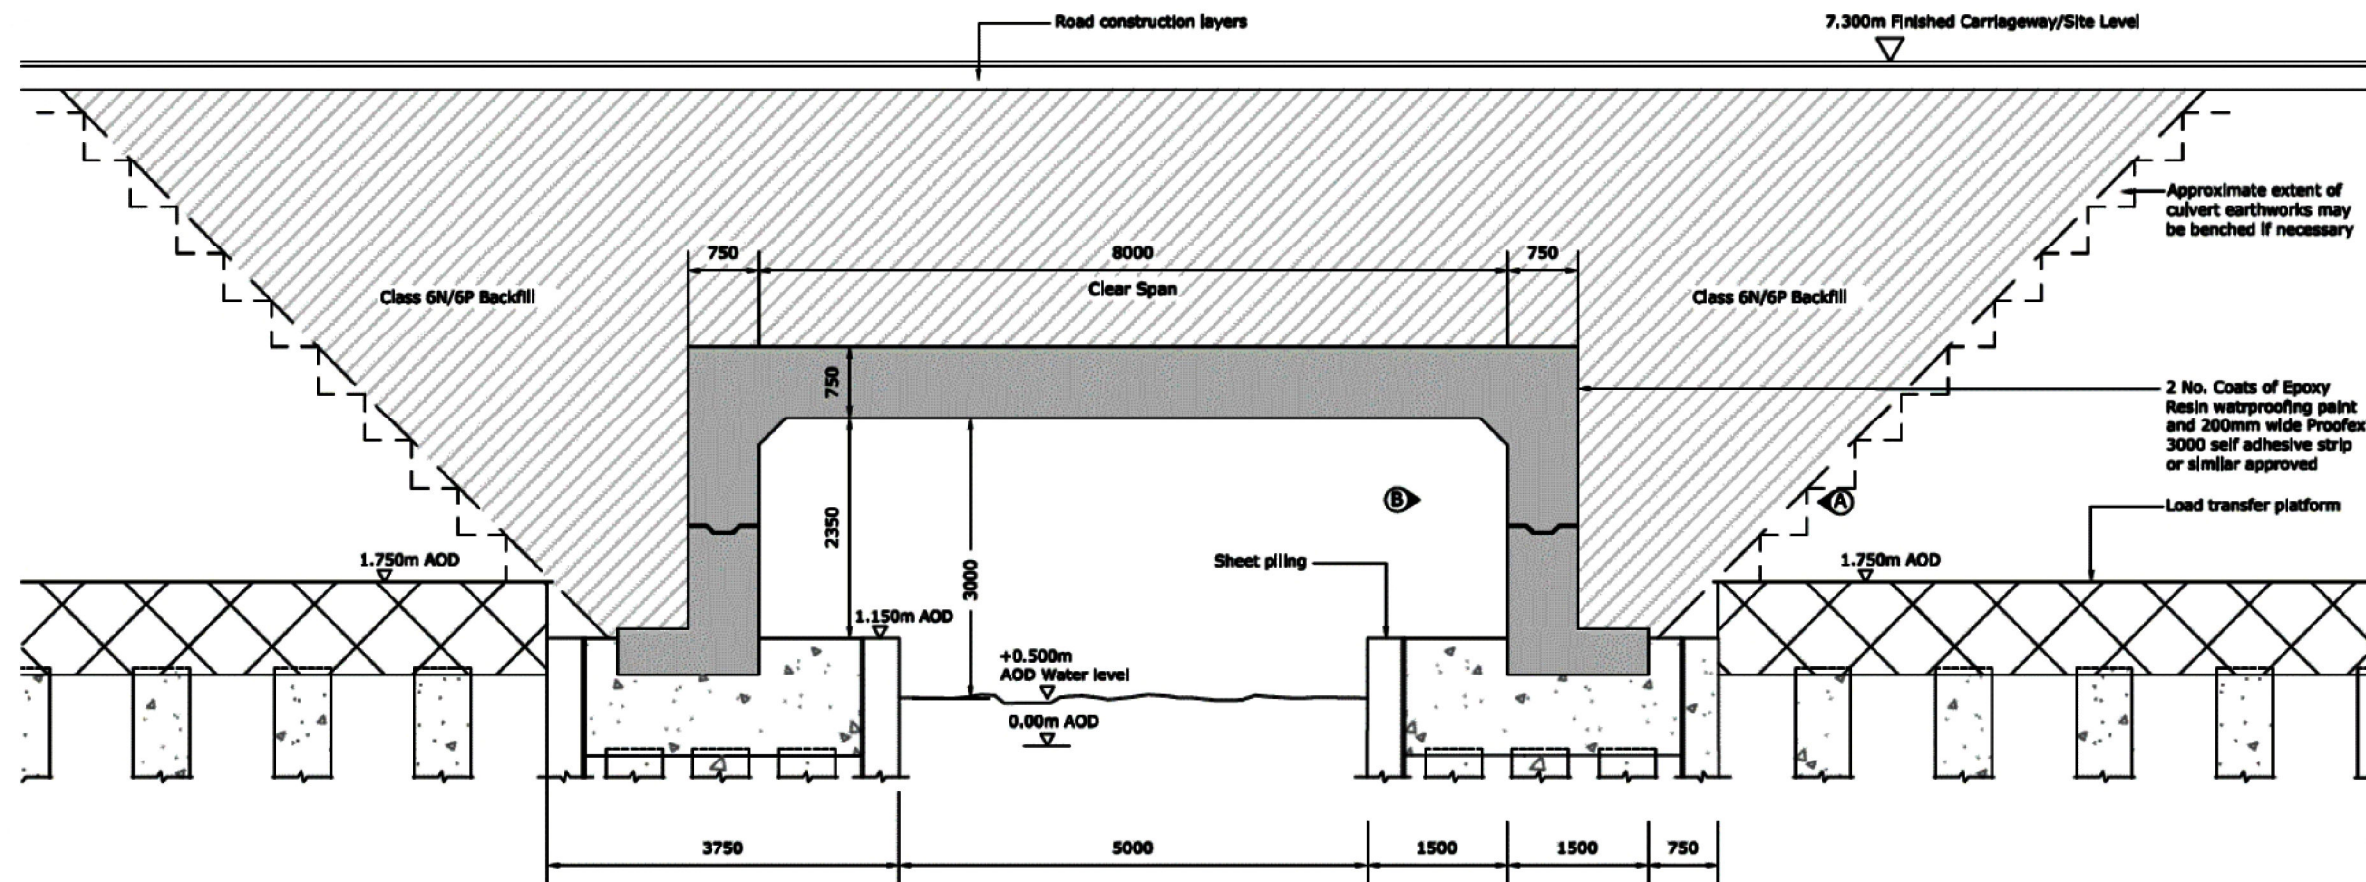 Road construction layers
7.300m Finished Carriageway/Site Level
Approximate extent of
culvert earthworks may
be benched if necessary
750
8000
750
Clear Span
Class 6N/6P Backfill
Class 6N/6P Backfill
750
2 No. Coats of Epoxy
Resin watrproofing paint
and 200mm wide Proofex
3000 self adhesive strip
or similar approved
B
A
Load transfer platform
2350
3000
1.750m AOD
Sheet piling
1.750m AOD
1.150m AOD
+0.500m
AOD Water level
0.00m AOD
3750
5000
1500
1500
750